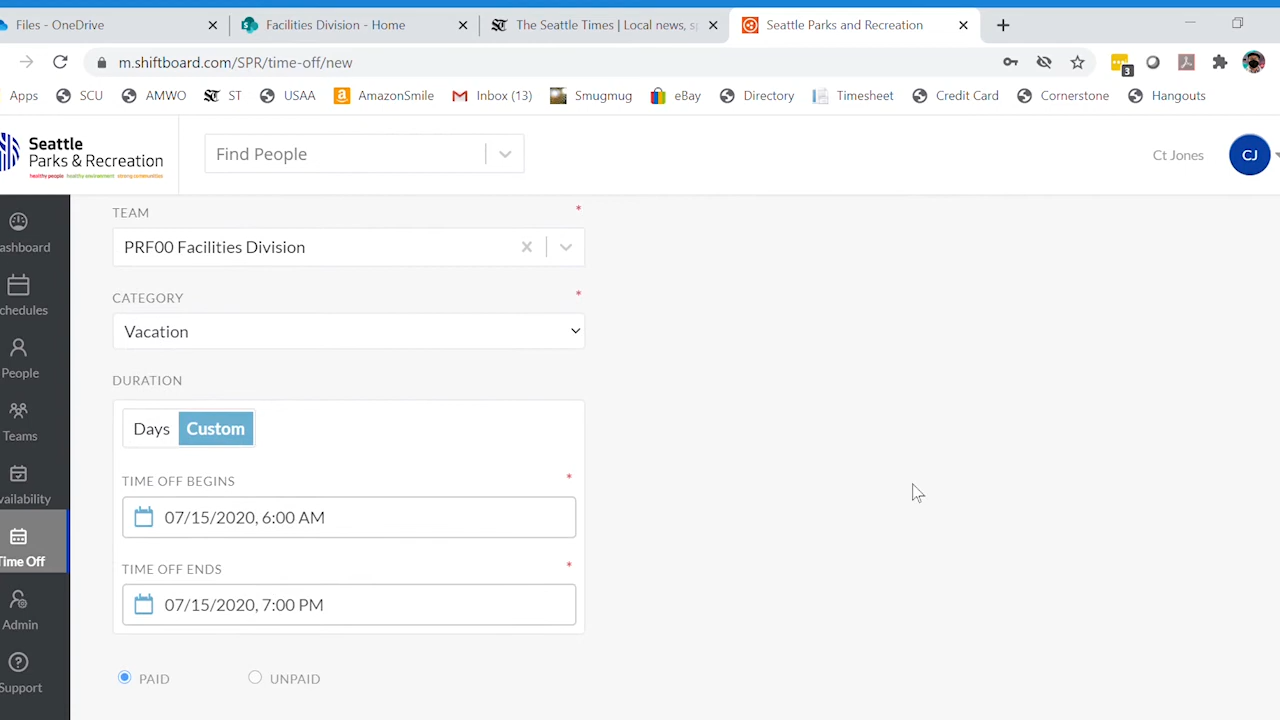 Files - OneDrive
Facilities Division - Home
The Seattle Times | Local news, sp
Seattle Parks and Recreation
m.shiftboard.com/SPR/time-off/new
3
Apps
SCU
AMWO
ST
USAA
AmazonSmile
Inbox (13)
Smugmug
eBay
Directory
Timesheet
Credit Card
Cornerstone
Hangouts
Seattle
Parks & Recreation
healthy people healthy environment strong communities
Find People
Ct Jones
CJ
ashboard
chedules
People
Teams
vailability
Time Off
Admin
Support
TEAM *
PRF00 Facilities Division
CATEGORY *
Vacation
DURATION
Days Custom
TIME OFF BEGINS *
07/15/2020, 6:00 AM
TIME OFF ENDS *
07/15/2020, 7:00 PM
PAID UNPAID